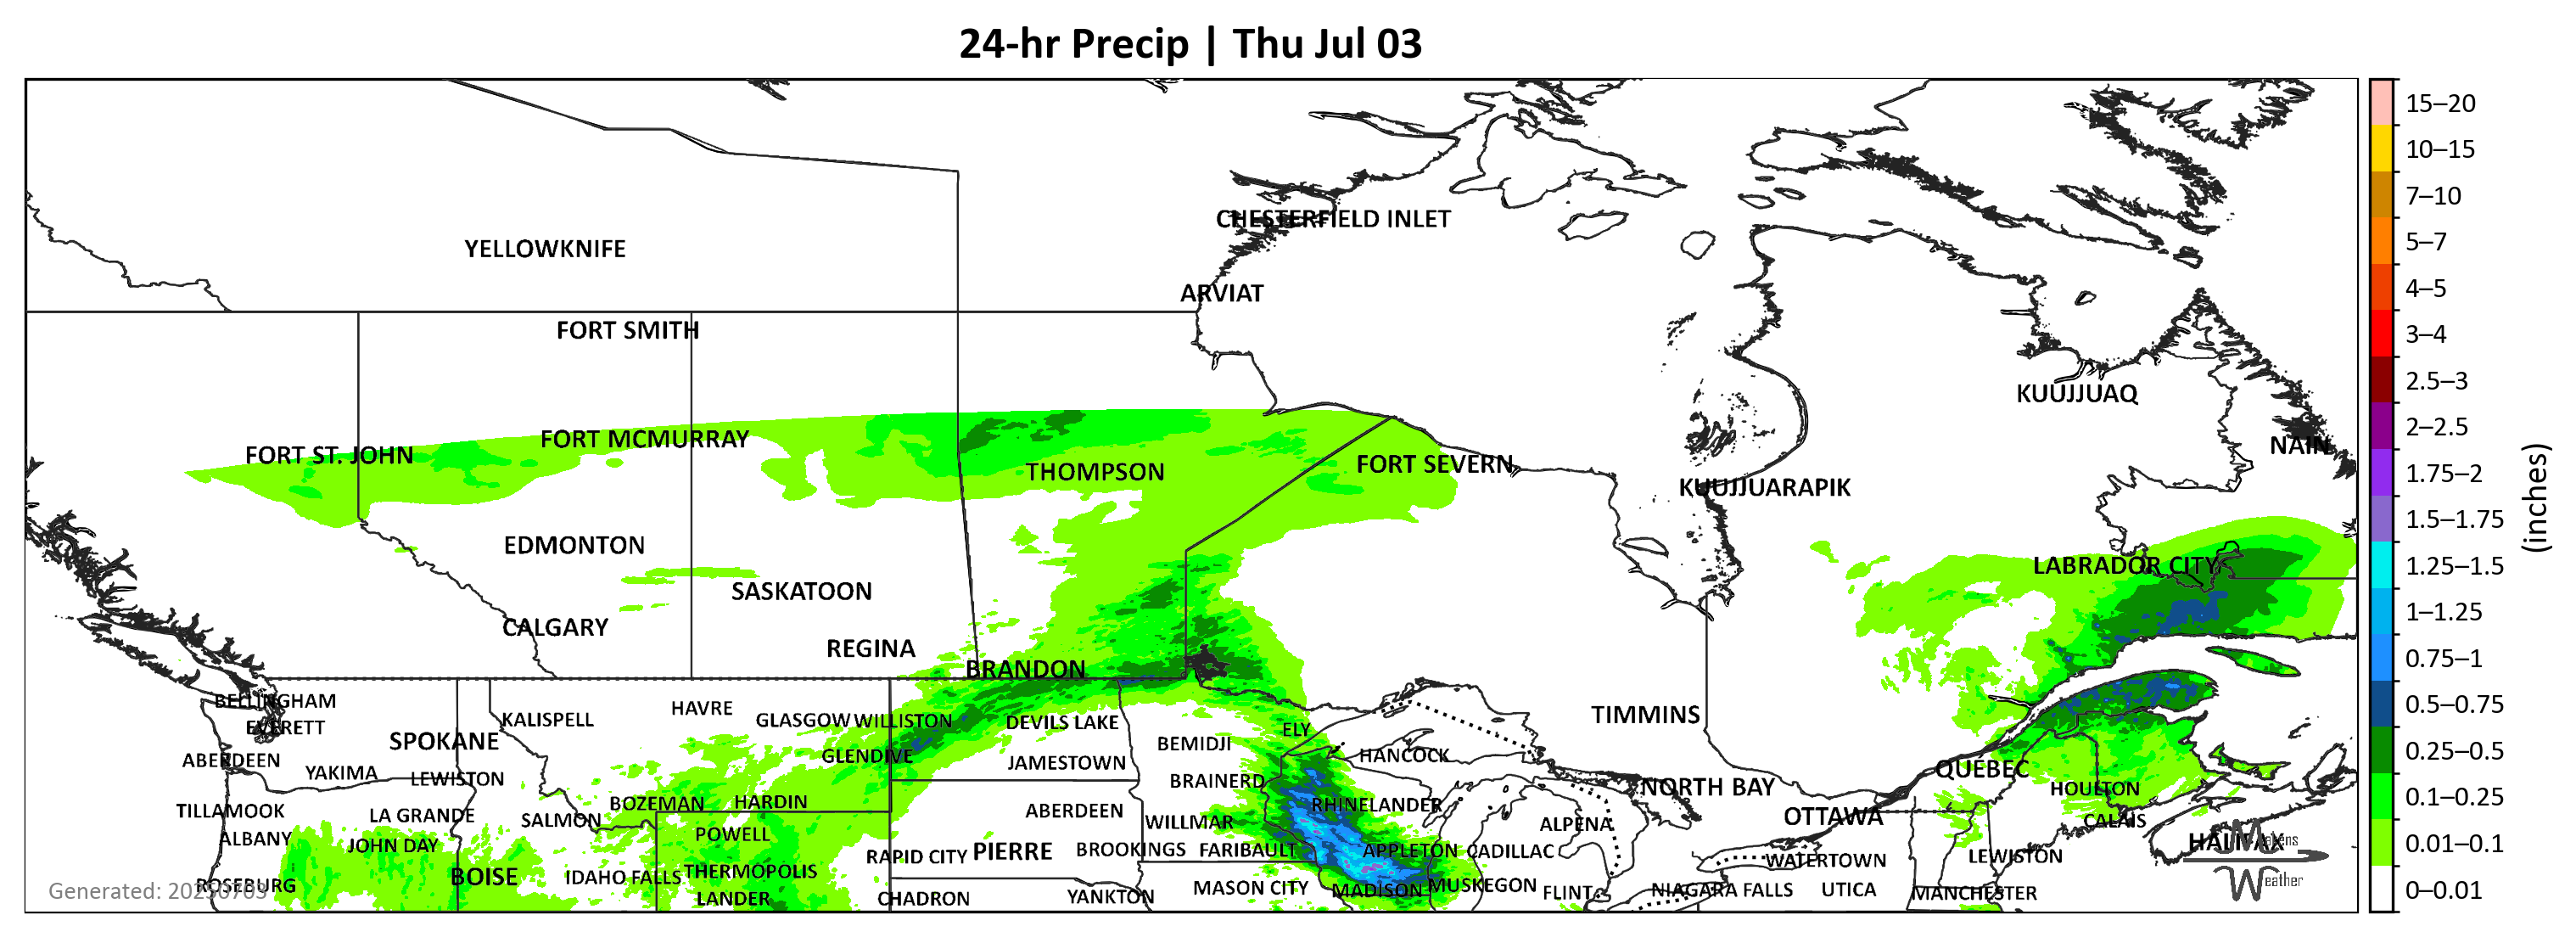 24-hr Precip | Thu Jul 03
CHESTERFIELD INLET
YELLOWKNIFE
ARVIAT
FORT SMITH
KUUJJUAQ
FORT MCMURRAY
NAIN
FORT ST. JOHN
THOMPSON
FORT SEVERN
KUUJJUARAPIK
EDMONTON
LABRADOR CITY
SASKATOON
CALGARY
REGINA
BRANDON
BELLINGHAM
HAVRE
KALISPELL
GLASGOW
WILLISTON
DEVILS LAKE
TIMMINS
EVERETT
ELY
SPOKANE
BEMIDJI
ABERDEEN
GLENDIVE
JAMESTOWN
HANCOCK
QUÉBEC
YAKIMA
LEWISTON
BRAINERD
NORTH BAY
HOULTON
BOZEMAN
HARDIN
RHINELANDER
TILLAMOOK
LA GRANDE
SALMON
ABERDEEN
WILLMAR
ALPENA
OTTAWA
CALAIS
ALBANY
JOHN DAY
POWELL
HALIFAX
RAPID CITY
PIERRE
BROOKINGS
FARIBAULT
APPLETON
CADILLAC
WATERTOWN
LEWISTON
BOISE
IDAHO FALLS
THERMOPOLIS
ROSEBURG
MASON CITY
MADISON
MUSKEGON
FLINT
NIAGARA FALLS
UTICA
MANCHESTER
LANDER
CHADRON
YANKTON
Weather
15–20
10–15
7–10
5–7
4–5
3–4
2.5–3
2–2.5
1.75–2
1.5–1.75
1.25–1.5
1–1.25
0.75–1
0.5–0.75
0.25–0.5
0.1–0.25
0.01–0.1
0–0.01
(inches)
Generated: 20250703